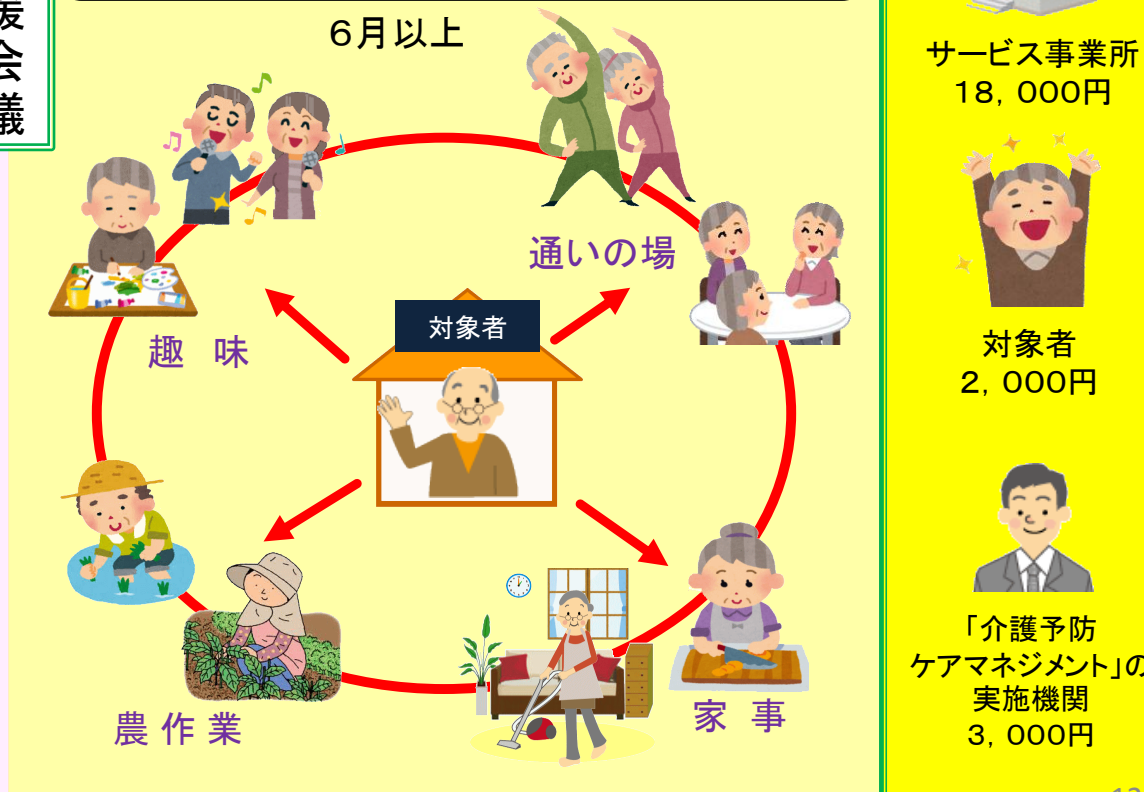 援
会
議
6月以上
通いの場
対象者
趣 味
農 作 業
家 事
サービス事業所
18,000円
対象者
2,000円
「介護予防
ケアマネジメント」の
実施機関
3,000円